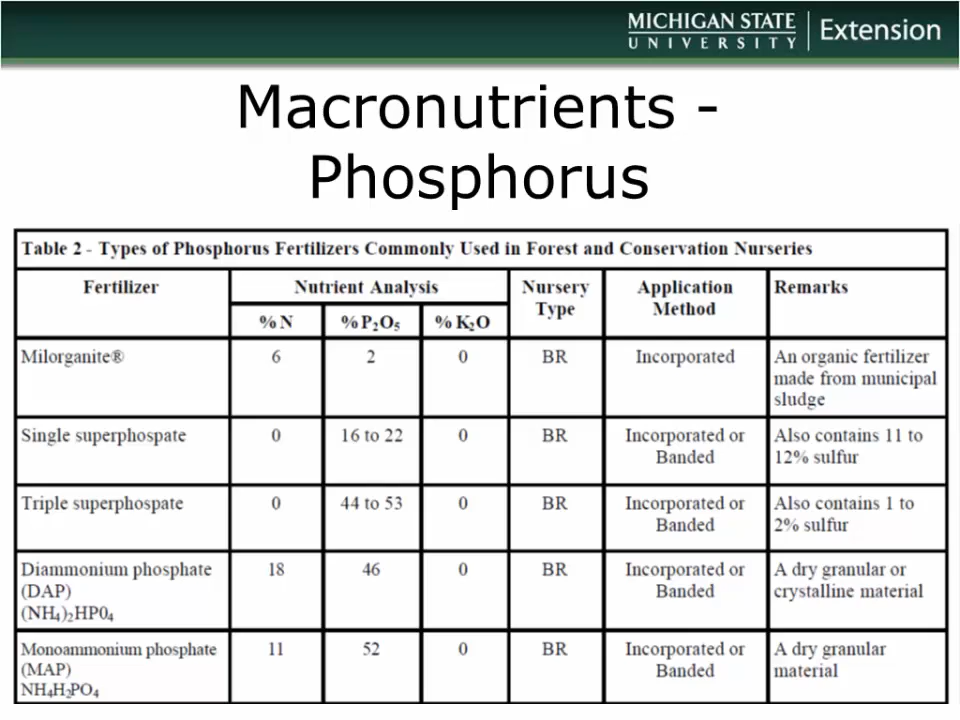 MICHIGAN STATE
UNIVERSITY
Extension
Macronutrients -
Phosphorus
Table 2 - Types of Phosphorus Fertilizers Commonly Used in Forest and Conservation Nurseries
Fertilizer Nutrient Analysis Nursery Application Remarks
Type Method
% N % P₂O₅ % K₂O
Milorganite® 6 2 0 BR Incorporated An organic fertilizer
made from municipal
sludge
Single superphospate 0 16 to 22 0 BR Incorporated or Also contains 11 to
Banded 12% sulfur
Triple superphospate 0 44 to 53 0 BR Incorporated or Also contains 1 to
Banded 2% sulfur
Diammonium phosphate 18 46 0 BR Incorporated or A dry granular or
(DAP) Banded crystalline material
(NH₄)₂HP0₄
Monoammonium phosphate 11 52 0 BR Incorporated or A dry granular
(MAP) Banded material
NH₄H₂PO₄